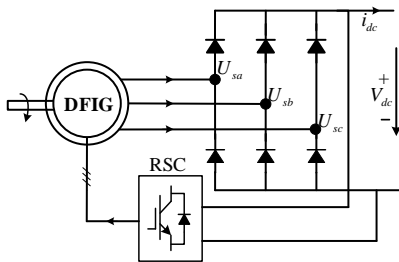 i_dc
DFIG
U_sa
U_sb
U_sc
+
V_dc
−
RSC